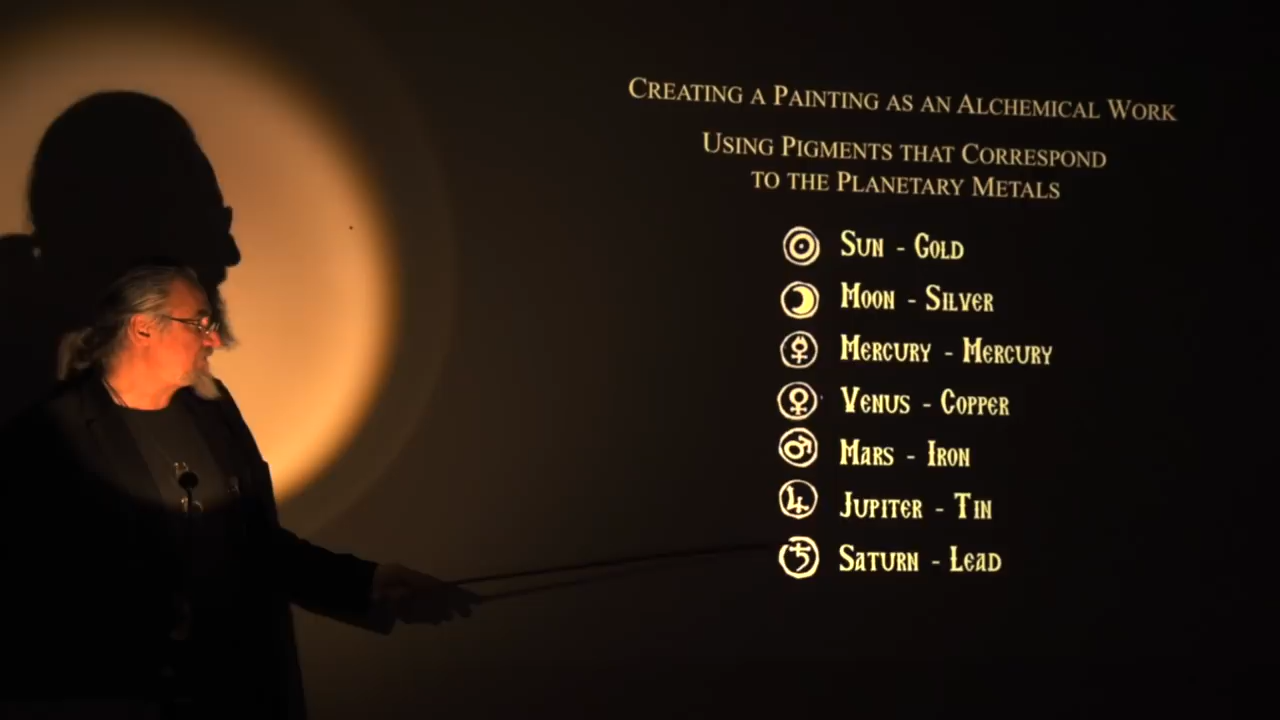 Creating a Painting as an Alchemical Work
Using Pigments that Correspond
to the Planetary Metals
Sun - Gold
Moon - Silver
Mercury - Mercury
Venus - Copper
Mars - Iron
Jupiter - Tin
Saturn - Lead